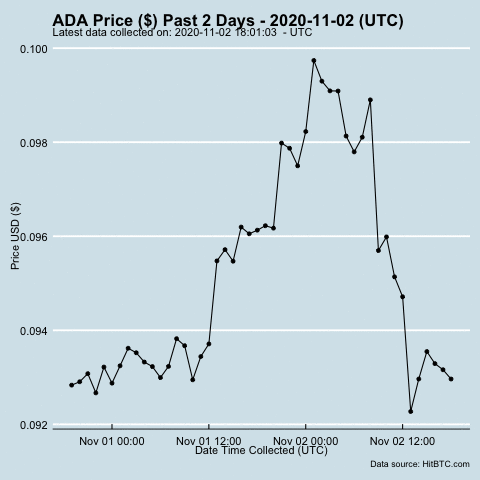 ADA Price ($) Past 2 Days - 2020-11-02 (UTC)
Latest data collected on: 2020-11-02 18:01:03  - UTC
0.100
0.098
0.096
0.094
0.092
Price USD ($)
Nov 01 00:00
Nov 01 12:00
Nov 02 00:00
Nov 02 12:00
Date Time Collected (UTC)
Data source: HitBTC.com